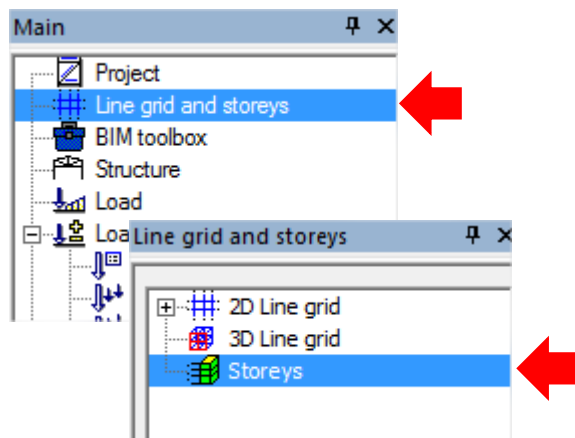 Main
Project
Line grid and storeys
BIM toolbox
Structure
Load
Loa
Line grid and storeys
2D Line grid
3D Line grid
Storeys